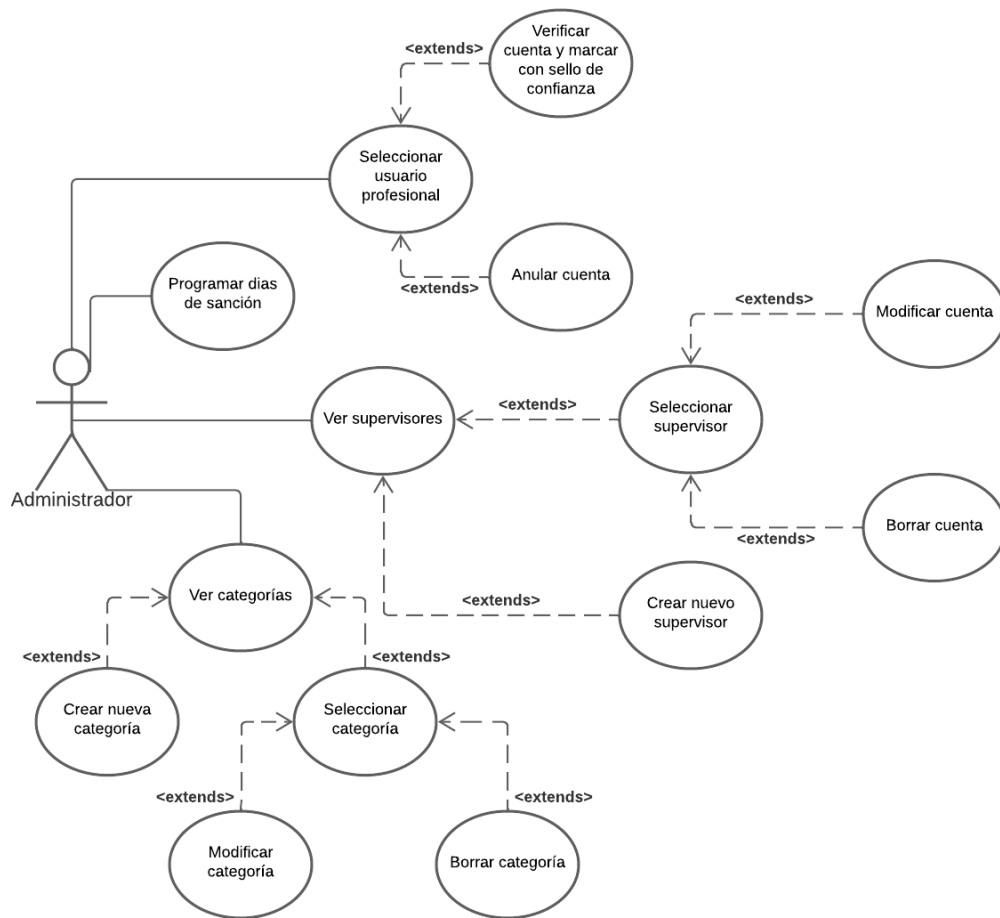 Verificar
cuenta y marcar
con sello de
confianza
<extends>
Seleccionar
usuario
profesional
Anular cuenta
<extends>
Programar dias
de sanción
Modificar cuenta
<extends>
Ver supervisores
<extends>
Seleccionar
supervisor
Administrador
Borrar cuenta
<extends>
Ver categorías
<extends>
Crear nuevo
supervisor
<extends>
<extends>
Crear nueva
categoría
Seleccionar
categoría
<extends>
<extends>
Modificar
categoría
Borrar categoría